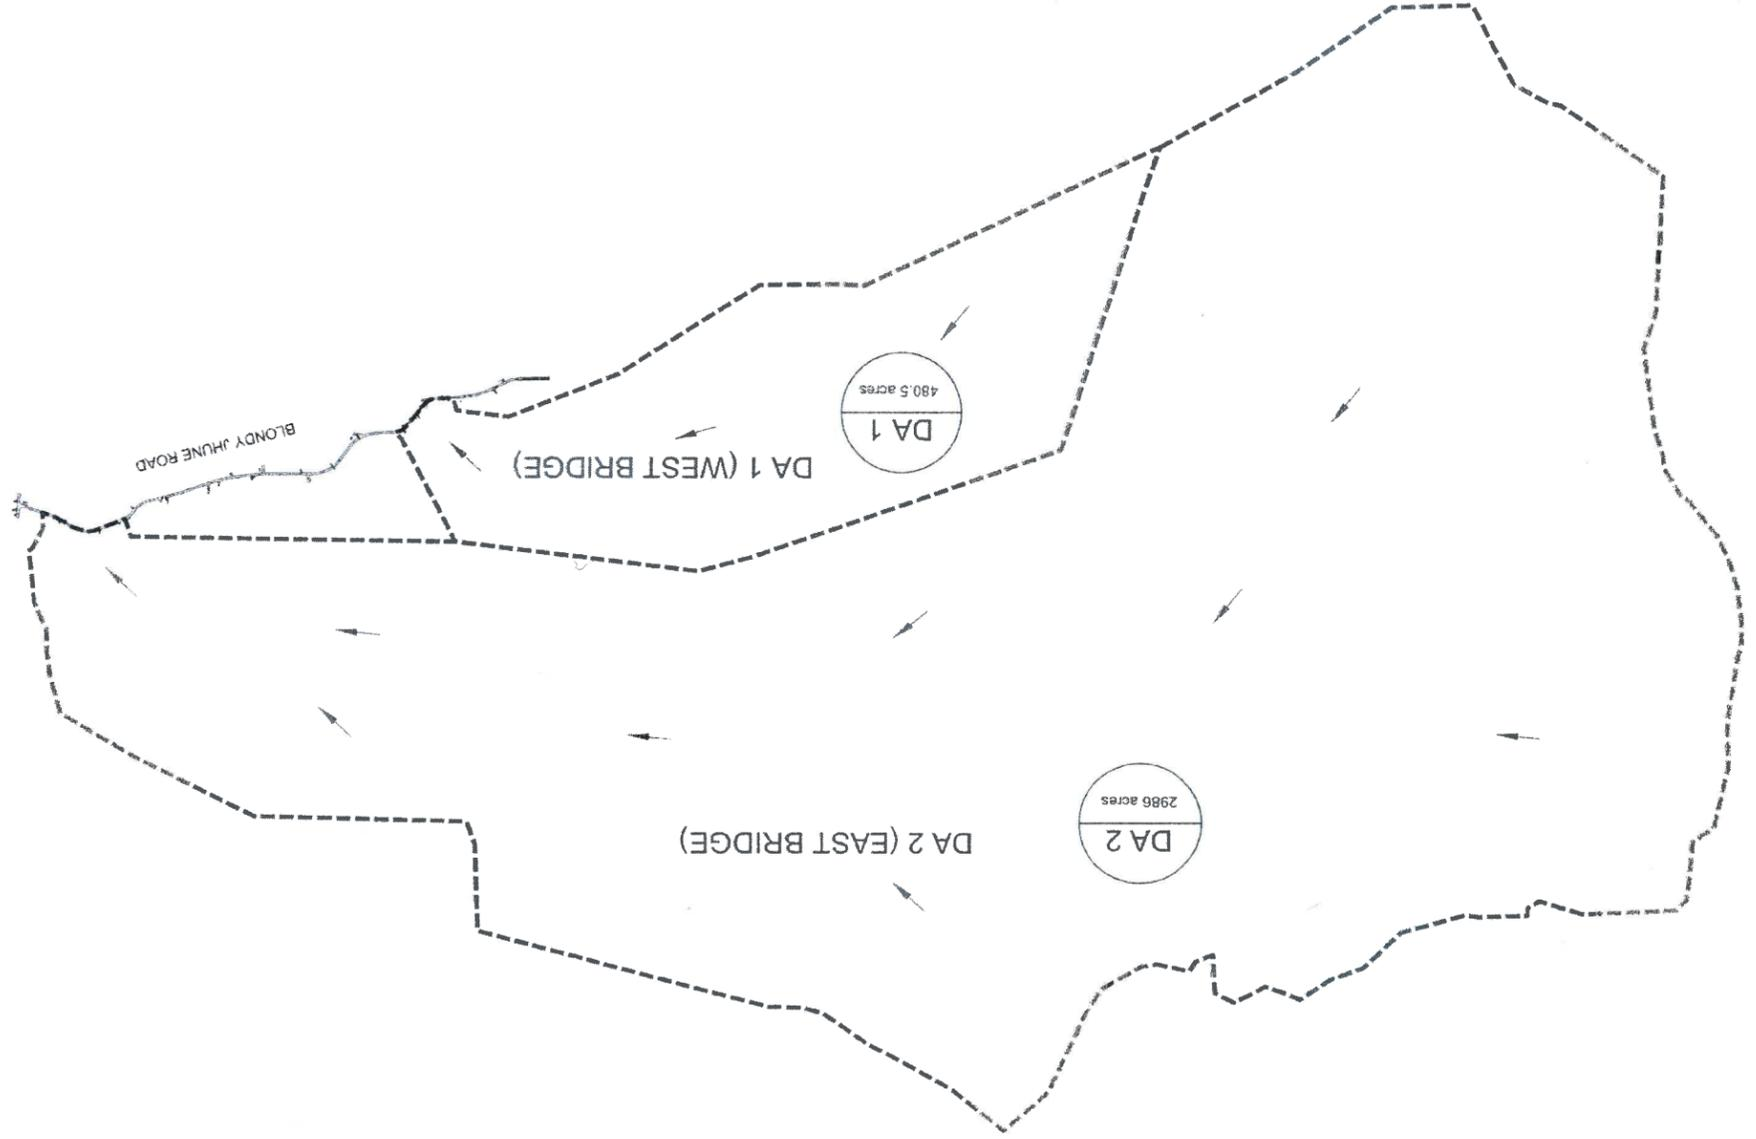 DA 2
2986 acres
DA 2 (EAST BRIDGE)
DA 1 (WEST BRIDGE)
DA 1
480.5 acres
BLONDY JHUNE ROAD